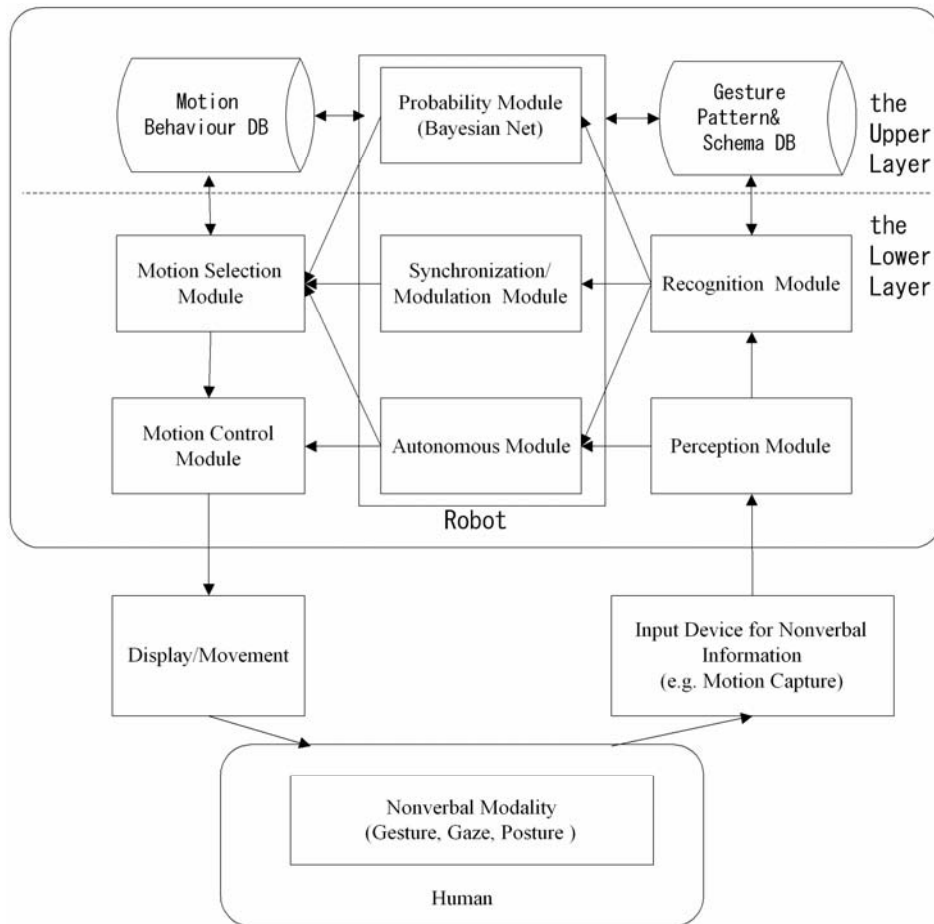 Motion
Behaviour DB
Probability Module
(Bayesian Net)
Gesture
Pattern&
Schema DB
the
Upper
Layer
Motion Selection
Module
Synchronization/
Modulation Module
Recognition Module
the
Lower
Layer
Motion Control
Module
Autonomous Module
Perception Module
Robot
Display/Movement
Input Device for Nonverbal
Information
(e.g. Motion Capture)
Nonverbal Modality
(Gesture, Gaze, Posture )
Human